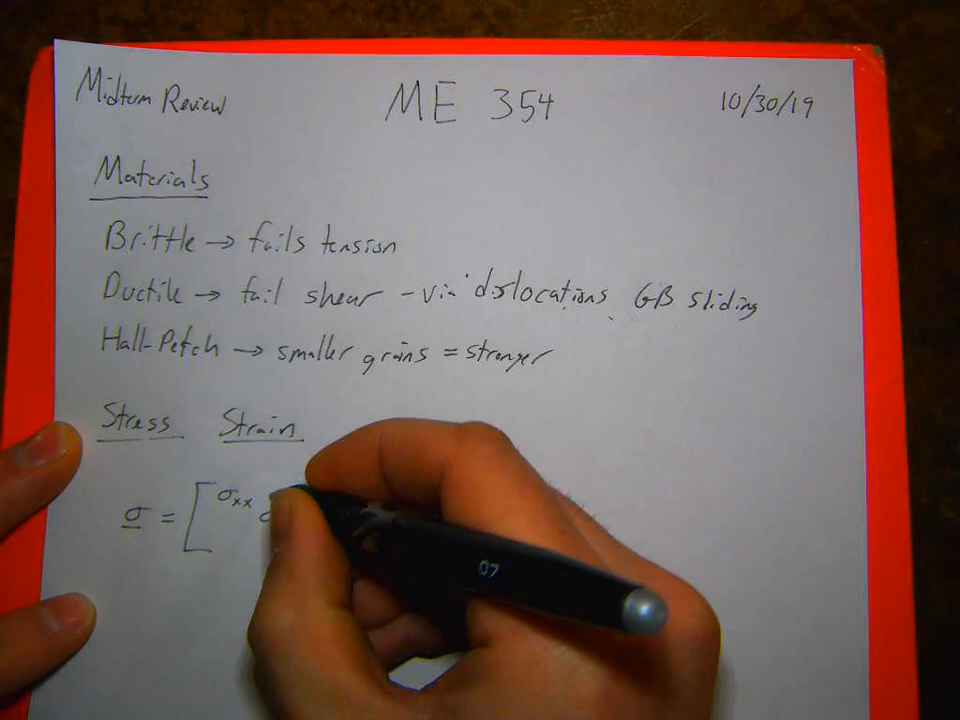 Midterm Review ME 354 10/30/19
Materials
Brittle → fails tension
Ductile → fail shear - via dislocations GB sliding
Hall-Petch → smaller grains = stronger
Stress Strain
σ = [ σxx
07